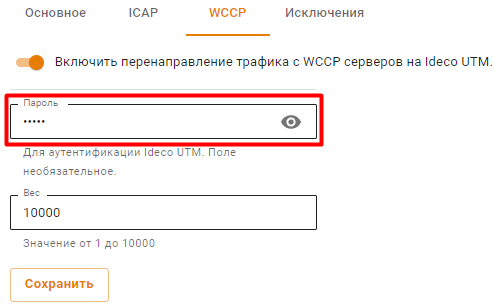 Основное ICAP WCCP Исключения
Включить перенаправление трафика с WCCP серверов на Ideco UTM.
Пароль
•••••
Для аутентификации Ideco UTM. Поле
необязательное.
Вес
10000
Значение от 1 до 10000
Сохранить